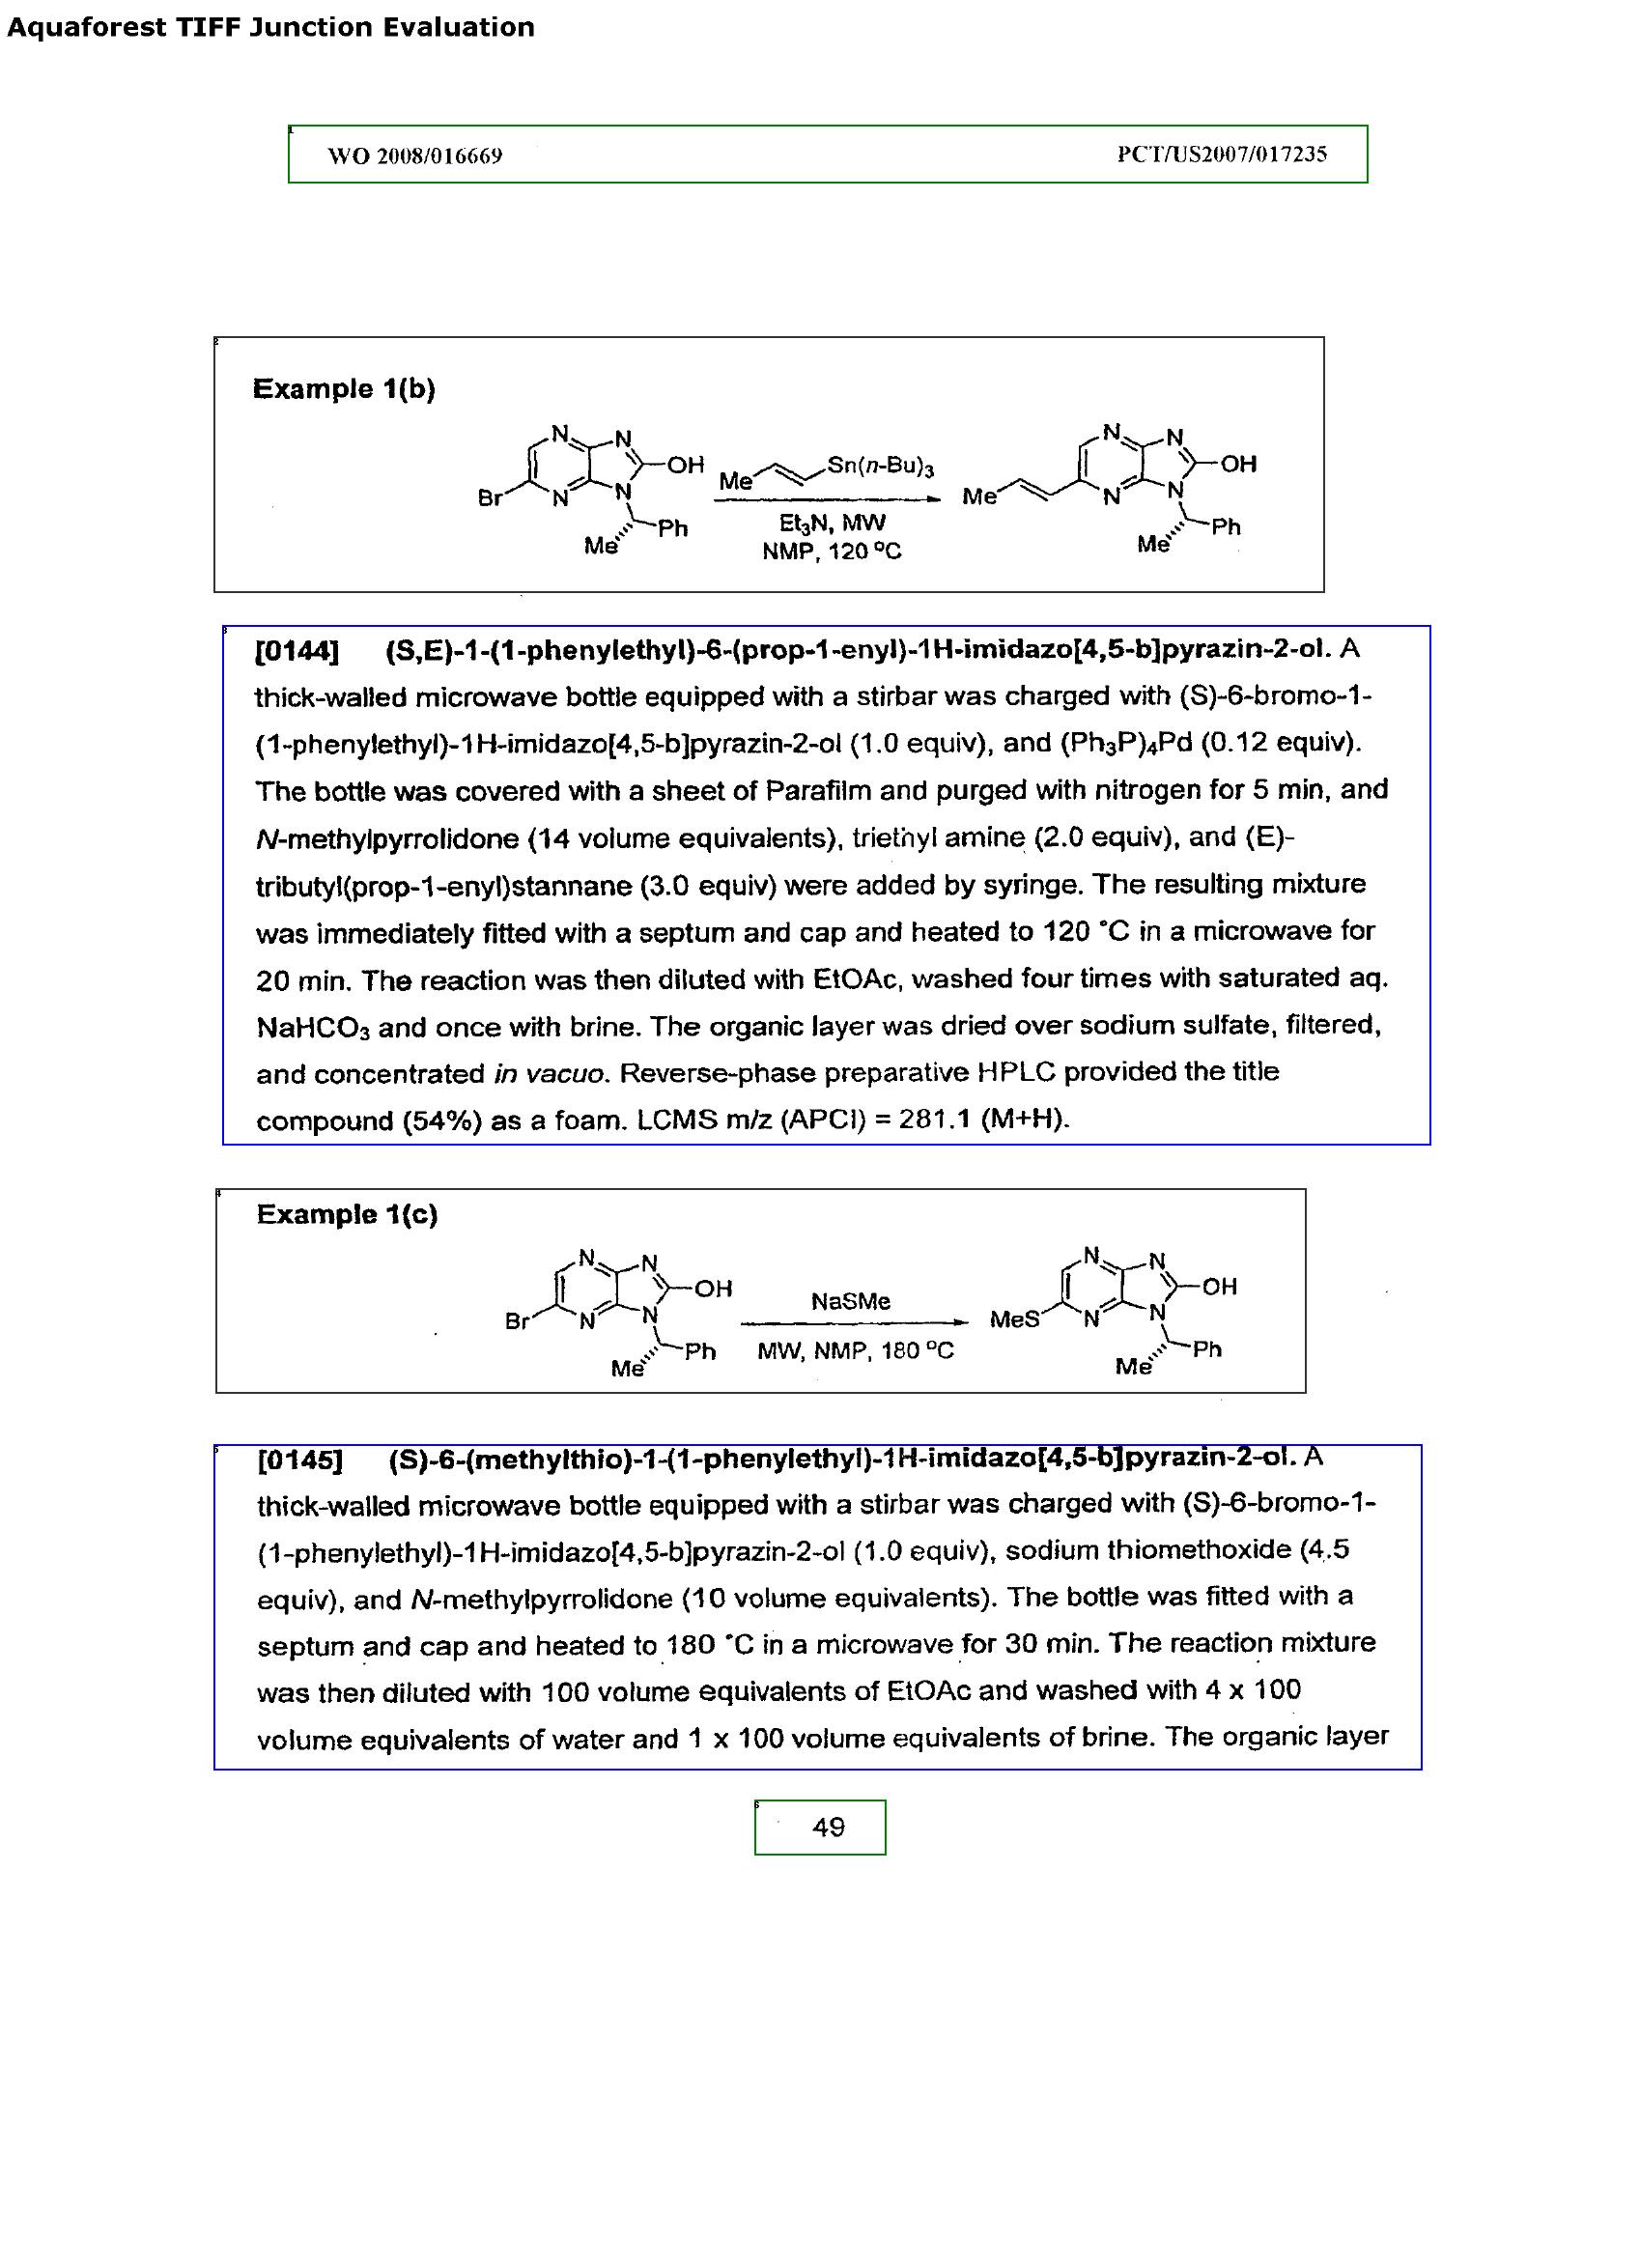 Aquaforest TIFF Junction Evaluation
WO 2008/016669 PCT/US2007/017235
Example 1(b)
N N OH Br N N Ph Me
Me Sn(n-Bu)3
Et3N, MW
NMP, 120 °C
N N OH Me N N Ph Me
[0144] (S,E)-1-(1-phenylethyl)-6-(prop-1-enyl)-1H-imidazo[4,5-b]pyrazin-2-ol. A
thick-walled microwave bottle equipped with a stirbar was charged with (S)-6-bromo-1-
(1-phenylethyl)-1H-imidazo[4,5-b]pyrazin-2-ol (1.0 equiv), and (Ph3P)4Pd (0.12 equiv).
The bottle was covered with a sheet of Parafilm and purged with nitrogen for 5 min, and
N-methylpyrrolidone (14 volume equivalents), triethyl amine (2.0 equiv), and (E)-
tributyl(prop-1-enyl)stannane (3.0 equiv) were added by syringe. The resulting mixture
was immediately fitted with a septum and cap and heated to 120 °C in a microwave for
20 min. The reaction was then diluted with EtOAc, washed four times with saturated aq.
NaHCO3 and once with brine. The organic layer was dried over sodium sulfate, filtered,
and concentrated in vacuo. Reverse-phase preparative HPLC provided the title
compound (54%) as a foam. LCMS m/z (APCI) = 281.1 (M+H).
Example 1(c)
N N OH Br N N Ph Me
NaSMe
MW, NMP, 180 °C
N N OH MeS N N Ph Me
[0145] (S)-6-(methylthio)-1-(1-phenylethyl)-1H-imidazo[4,5-b]pyrazin-2-ol. A
thick-walled microwave bottle equipped with a stirbar was charged with (S)-6-bromo-1-
(1-phenylethyl)-1H-imidazo[4,5-b]pyrazin-2-ol (1.0 equiv), sodium thiomethoxide (4.5
equiv), and N-methylpyrrolidone (10 volume equivalents). The bottle was fitted with a
septum and cap and heated to 180 °C in a microwave for 30 min. The reaction mixture
was then diluted with 100 volume equivalents of EtOAc and washed with 4 x 100
volume equivalents of water and 1 x 100 volume equivalents of brine. The organic layer
49